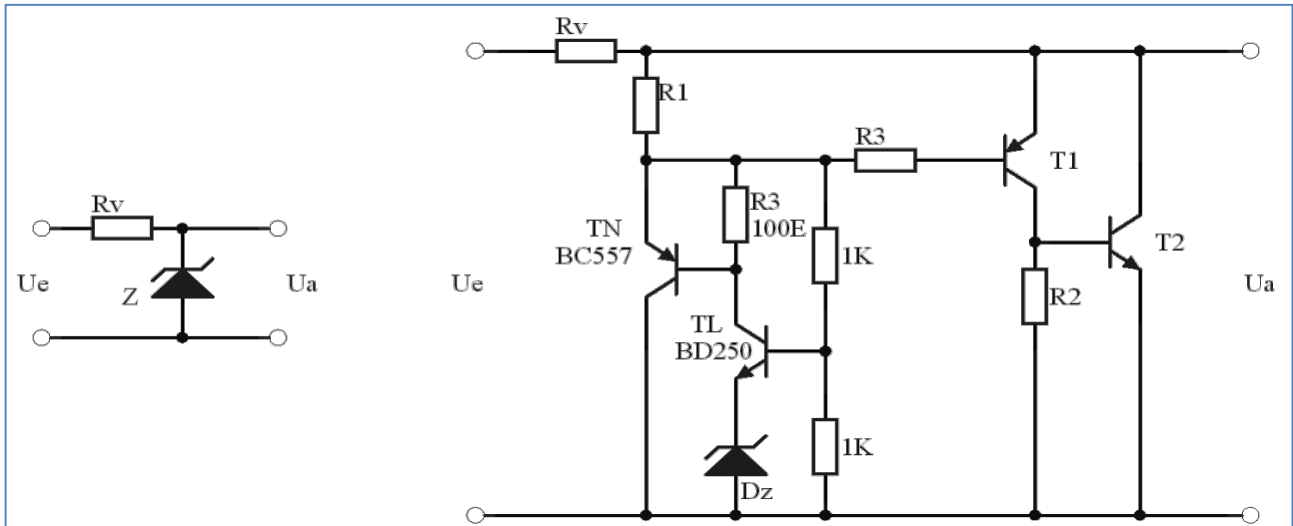 Rv
Ue
Z
Ua
Rv
R1
R3
T1
R3
100E
TN
BC557
1K
T2
Ue
R2
Ua
TL
BD250
1K
Dz